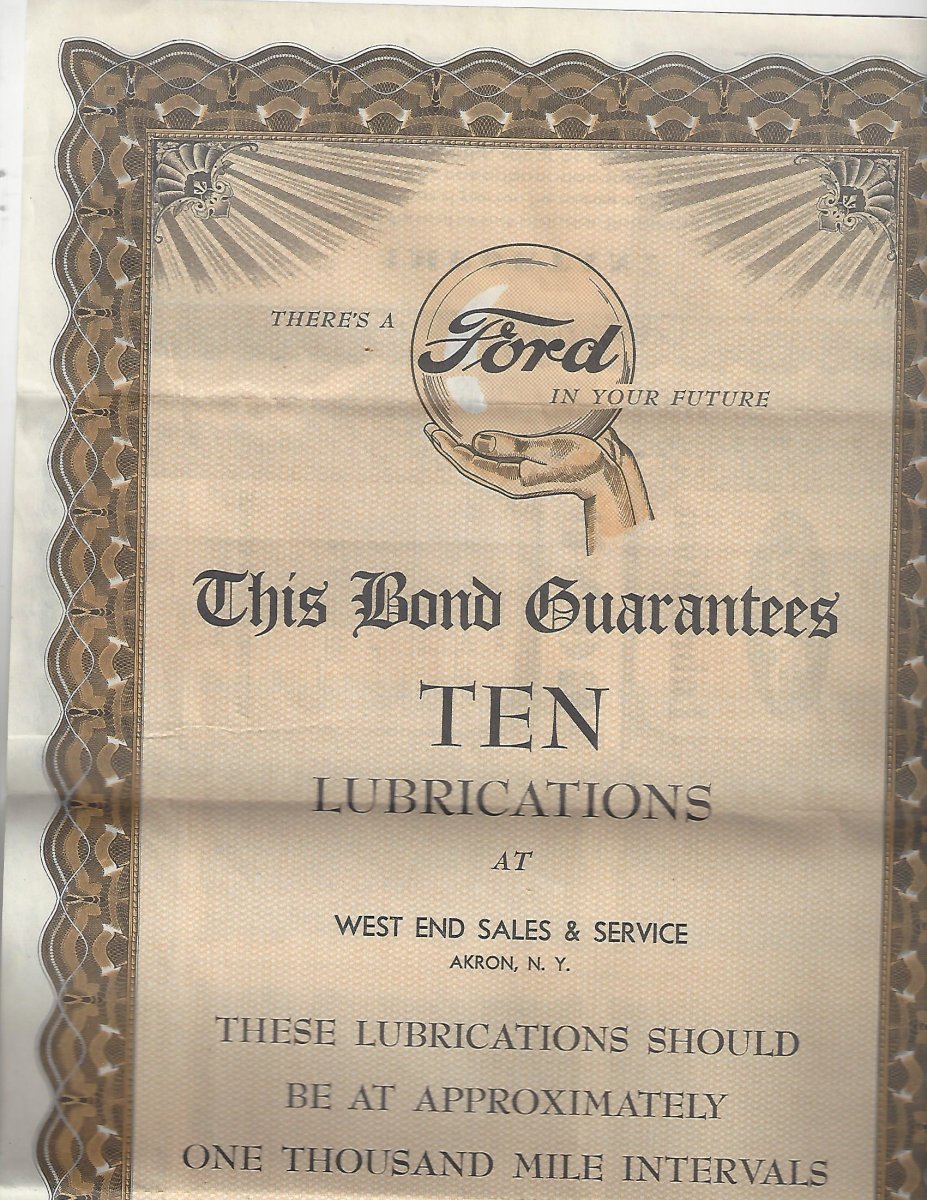 THERE'S A
Ford
IN YOUR FUTURE
This Bond Guarantees
TEN
LUBRICATIONS
AT
WEST END SALES & SERVICE
AKRON, N. Y.
THESE LUBRICATIONS SHOULD
BE AT APPROXIMATELY
ONE THOUSAND MILE INTERVALS